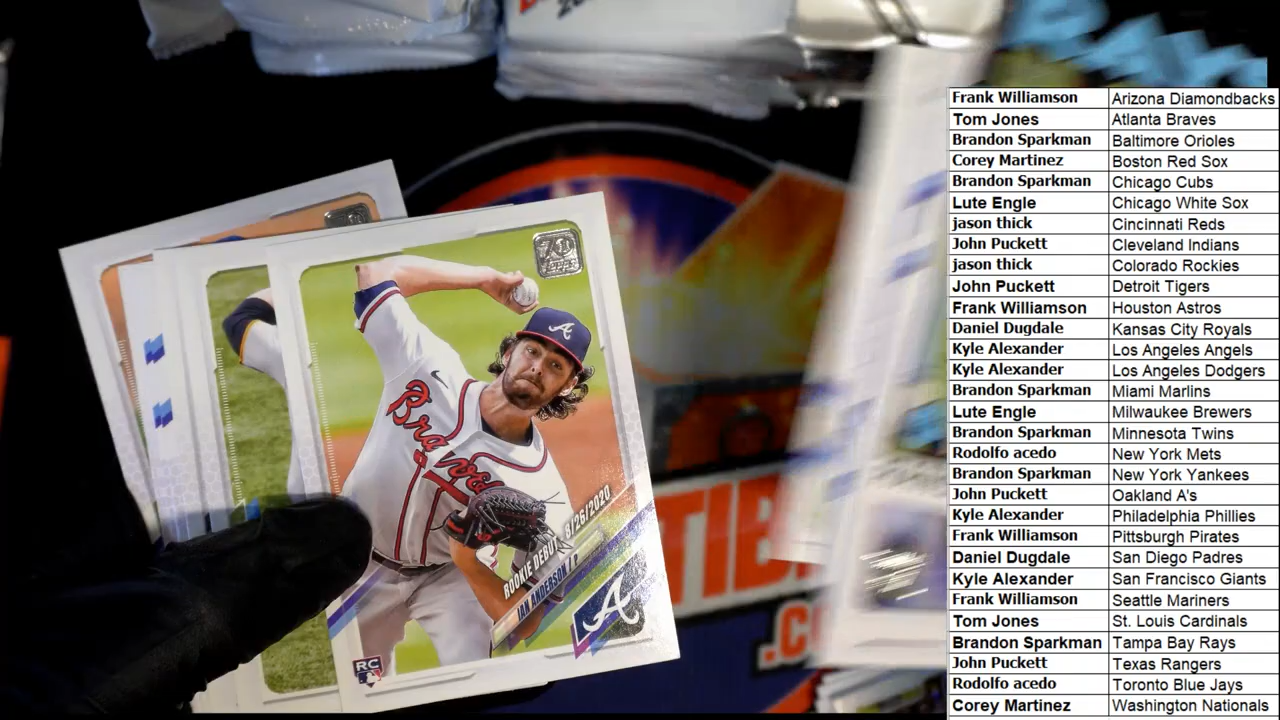 70
TOPPS
A
Braves
ROOKIE DEBUT 8/26/2020
IAN ANDERSON / P
A
RC
TIB
.C
Frank Williamson Arizona Diamondbacks
Tom Jones Atlanta Braves
Brandon Sparkman Baltimore Orioles
Corey Martinez Boston Red Sox
Brandon Sparkman Chicago Cubs
Lute Engle Chicago White Sox
jason thick Cincinnati Reds
John Puckett Cleveland Indians
jason thick Colorado Rockies
John Puckett Detroit Tigers
Frank Williamson Houston Astros
Daniel Dugdale Kansas City Royals
Kyle Alexander Los Angeles Angels
Kyle Alexander Los Angeles Dodgers
Brandon Sparkman Miami Marlins
Lute Engle Milwaukee Brewers
Brandon Sparkman Minnesota Twins
Rodolfo acedo New York Mets
Brandon Sparkman New York Yankees
John Puckett Oakland A's
Kyle Alexander Philadelphia Phillies
Frank Williamson Pittsburgh Pirates
Daniel Dugdale San Diego Padres
Kyle Alexander San Francisco Giants
Frank Williamson Seattle Mariners
Tom Jones St. Louis Cardinals
Brandon Sparkman Tampa Bay Rays
John Puckett Texas Rangers
Rodolfo acedo Toronto Blue Jays
Corey Martinez Washington Nationals